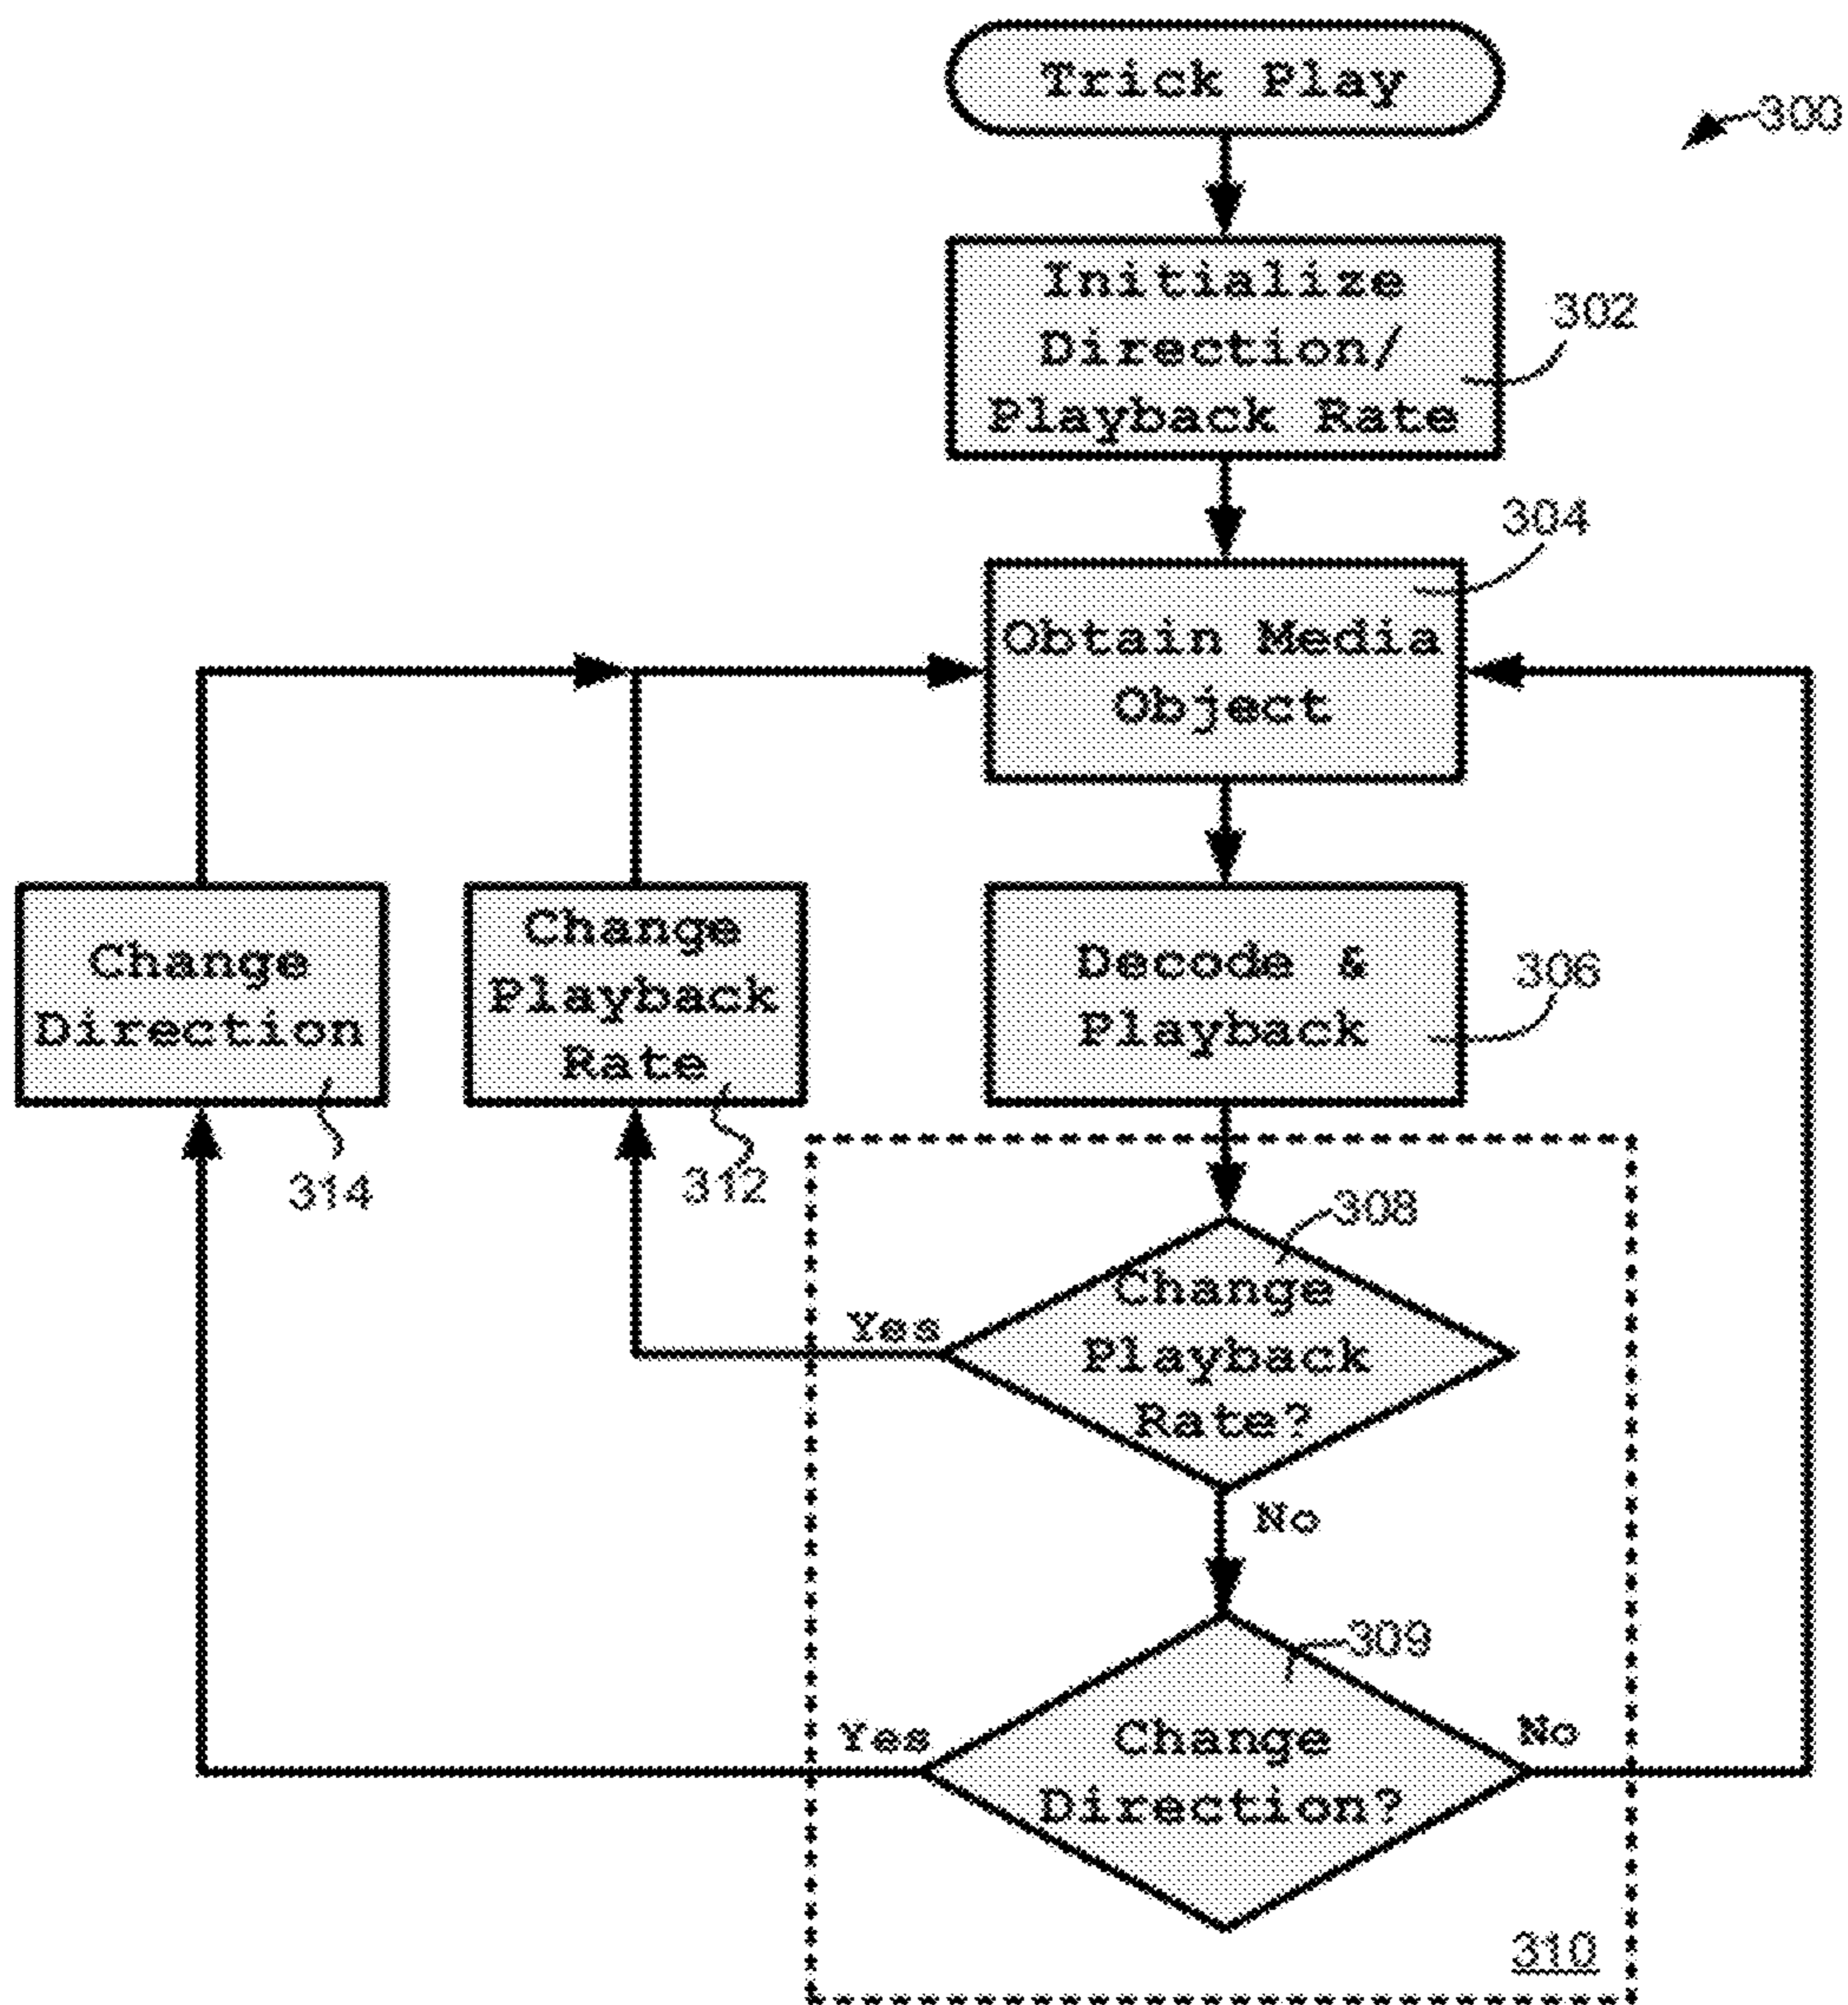 Trick Play
300
Initialize
Direction/
Playback Rate
302
304
Obtain Media
Object
Change
Direction
314
Change
Playback
Rate
312
Decode &
Playback
306
308
Change
Playback
Rate?
Yes
No
309
Change
Direction?
Yes
No
310